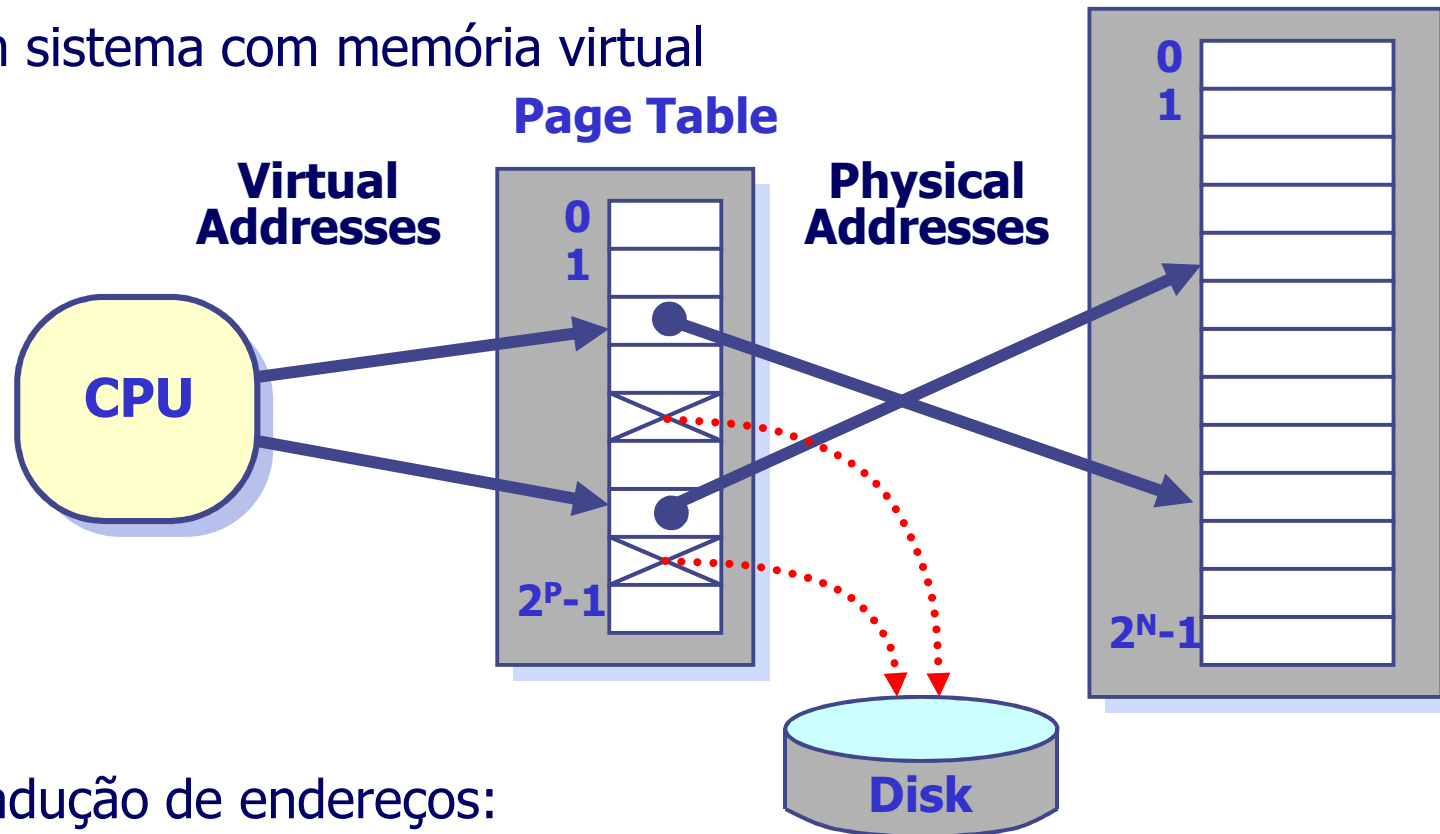 sistema com memória virtual
Page Table
Virtual
Addresses
Physical
Addresses
0
1
2ᴾ-1
0
1
2ᴺ-1
CPU
Disk
de endereços: